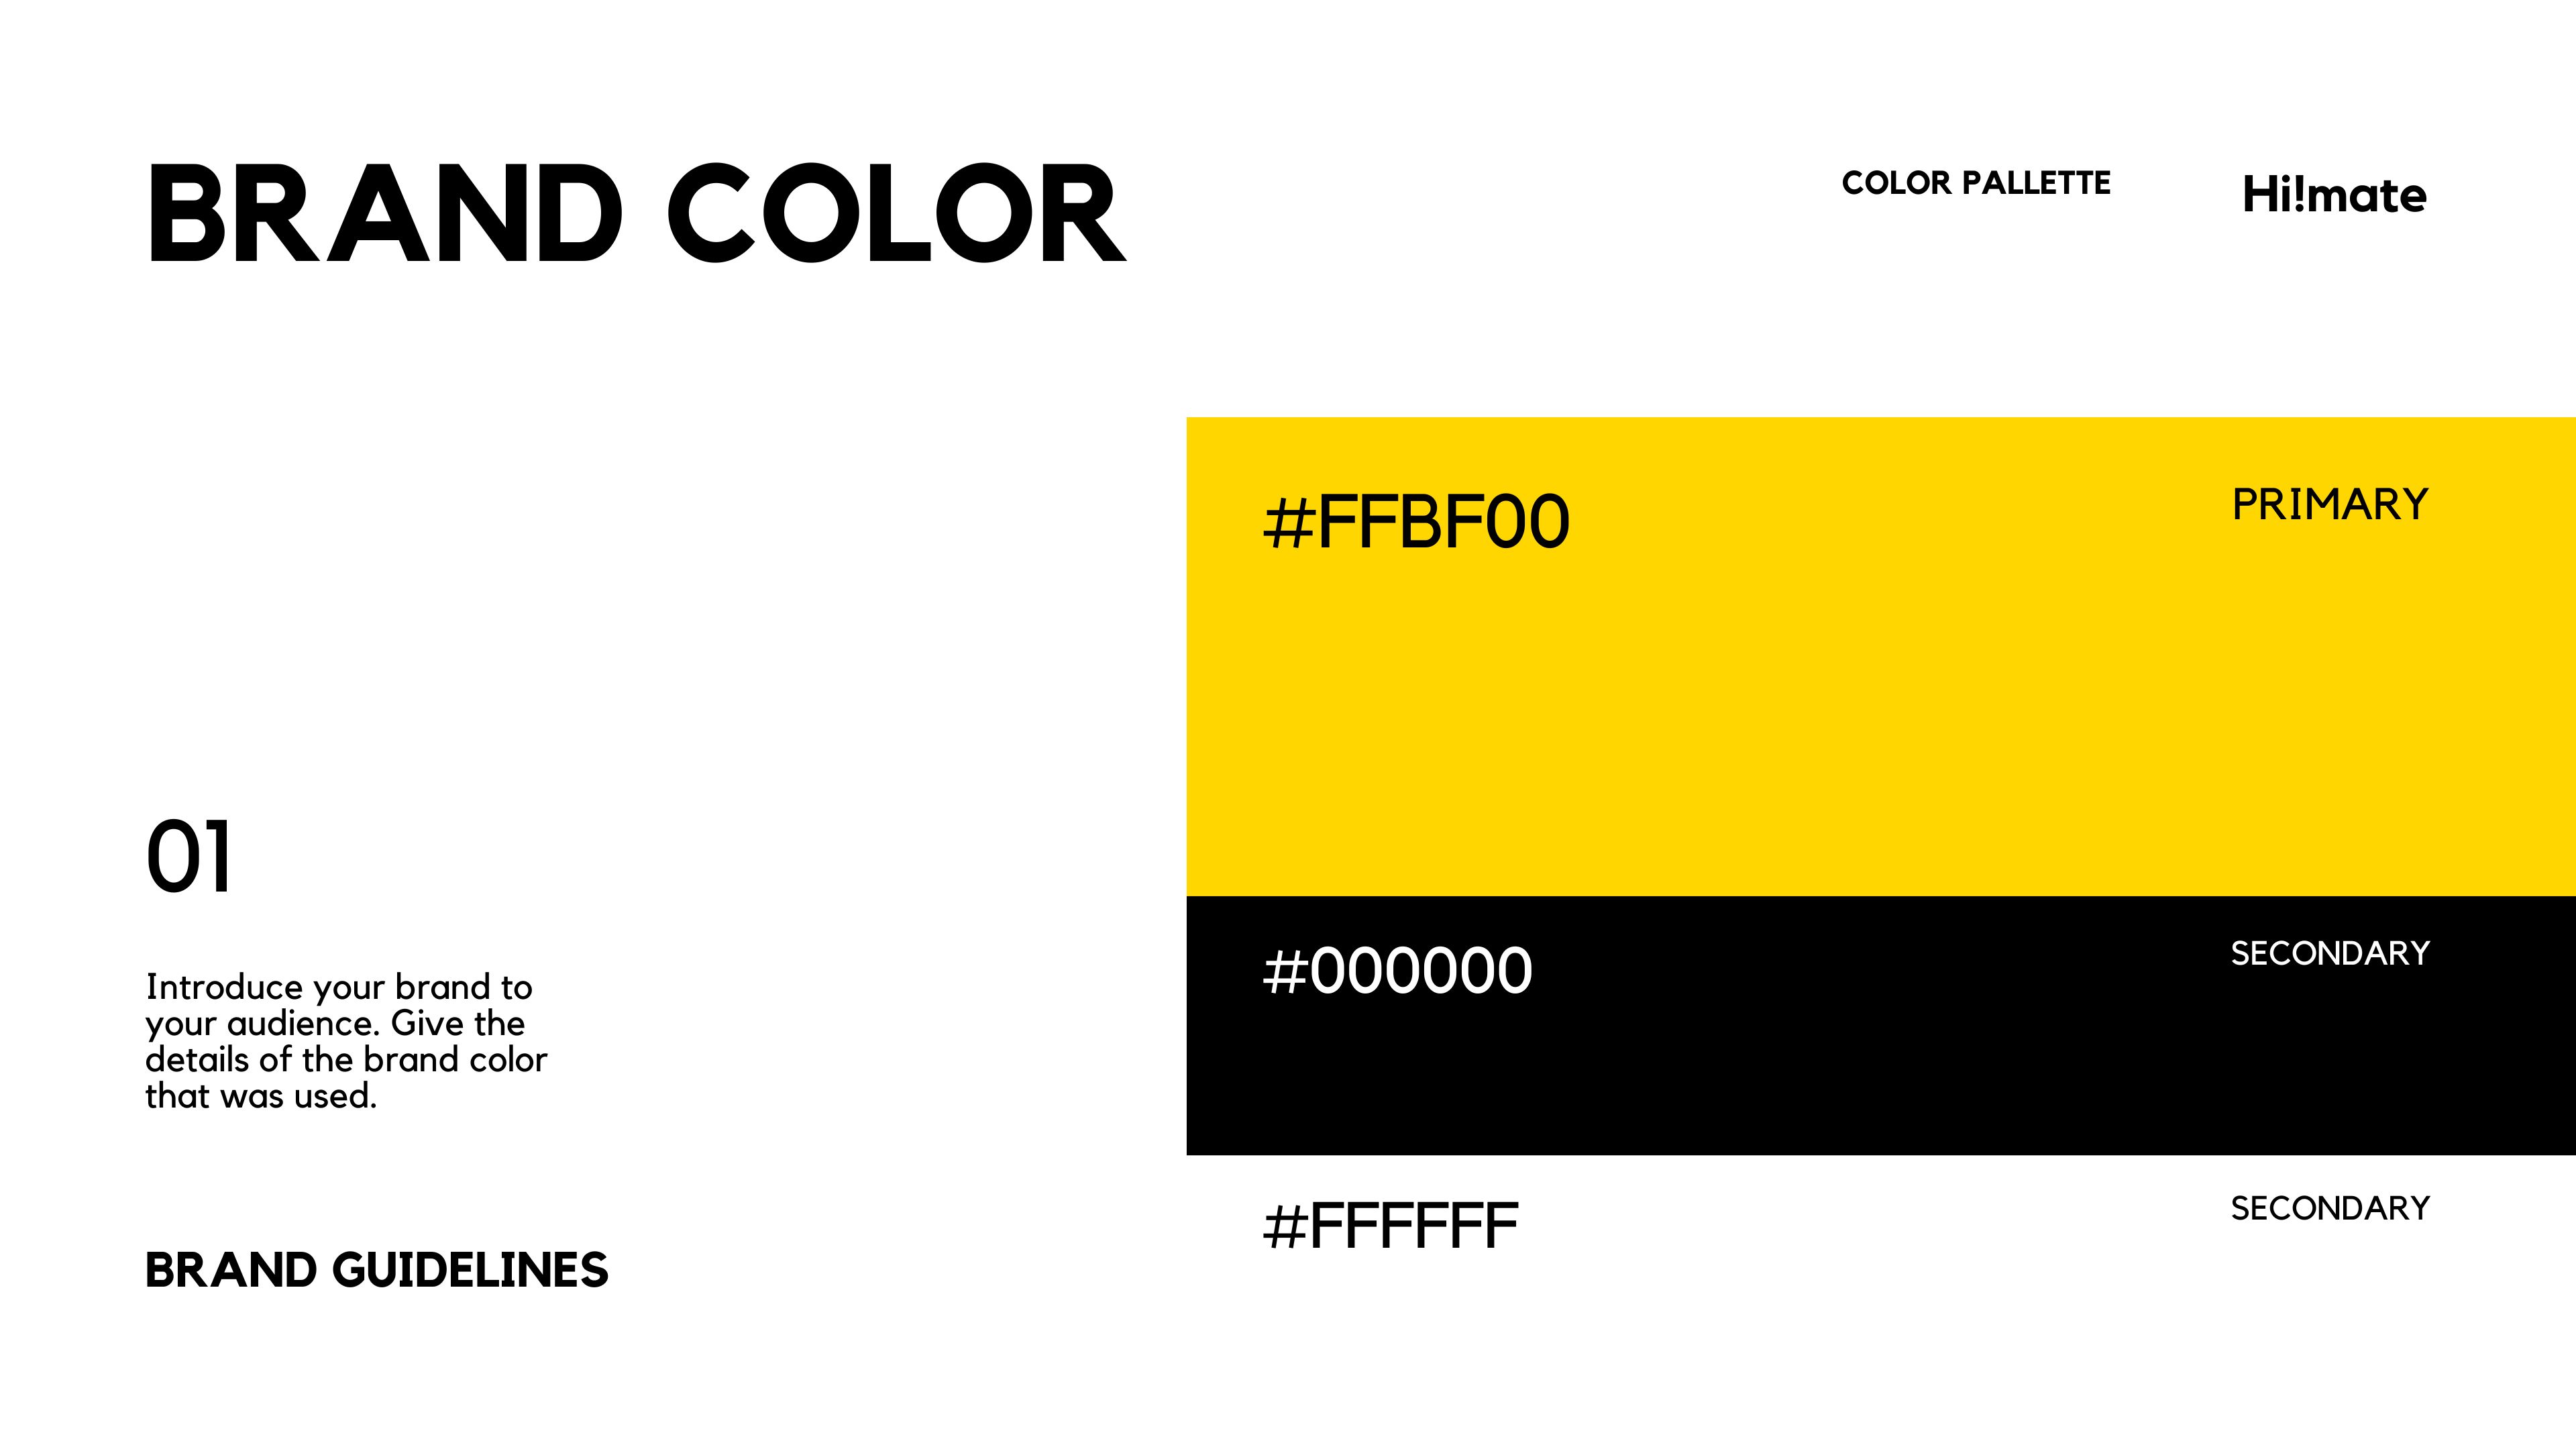 BRAND COLOR
COLOR PALLETTE
Hi!mate
#FFBF00
PRIMARY
01
#000000
SECONDARY
Introduce your brand to
your audience. Give the
details of the brand color
that was used.
#FFFFFF
SECONDARY
BRAND GUIDELINES